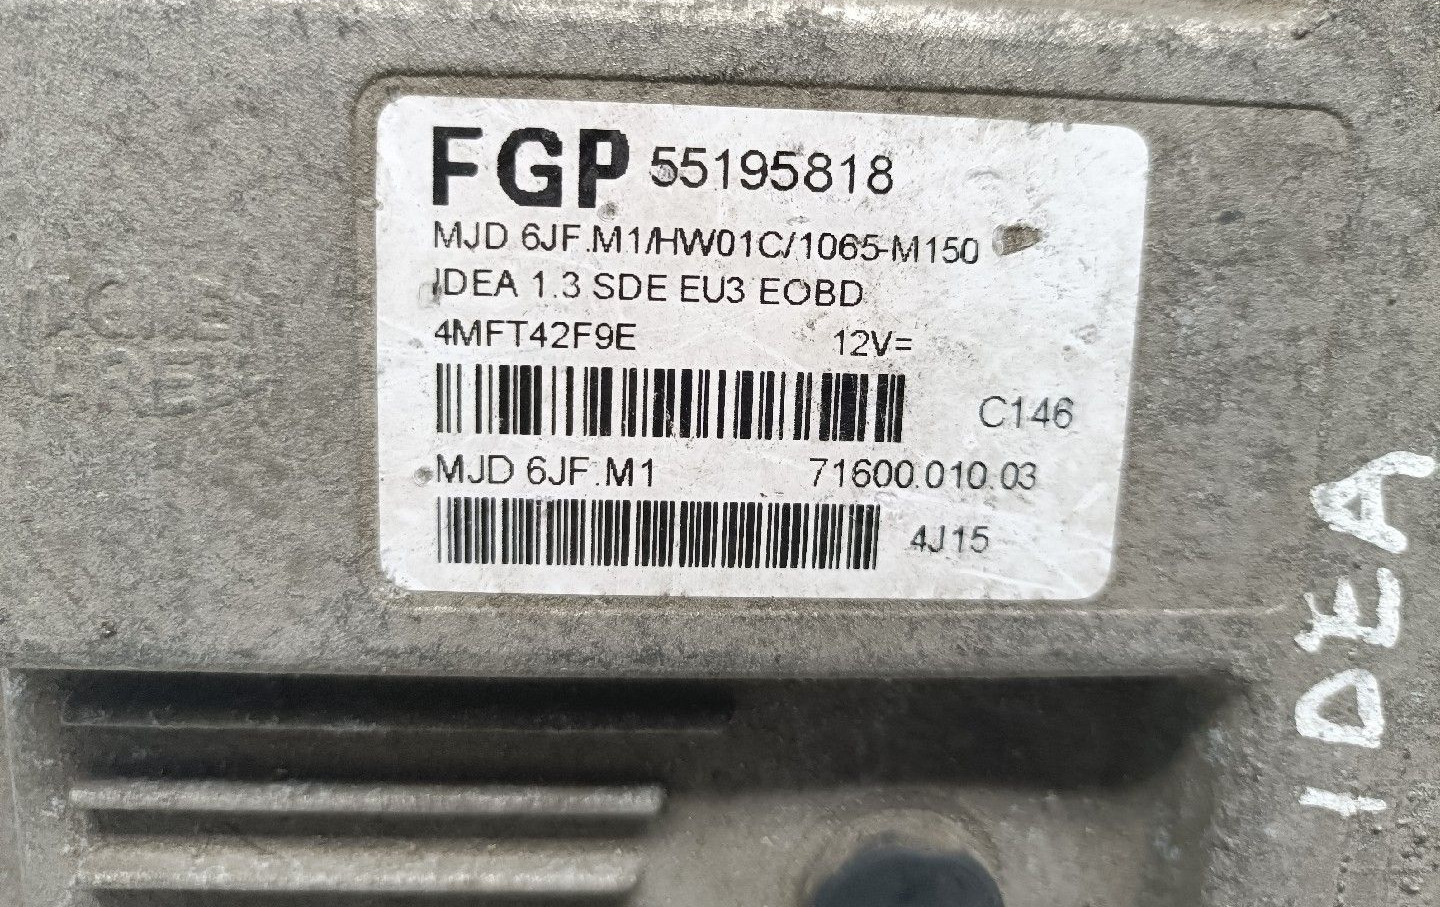 FGP 55195818
MJD 6JF.M1/HW01C/1065-M150
IDEA 1.3 SDE EU3 EOBD
4MFT42F9E 12V=
C146
MJD 6JF.M1 71600.010.03
4J15
IDEA